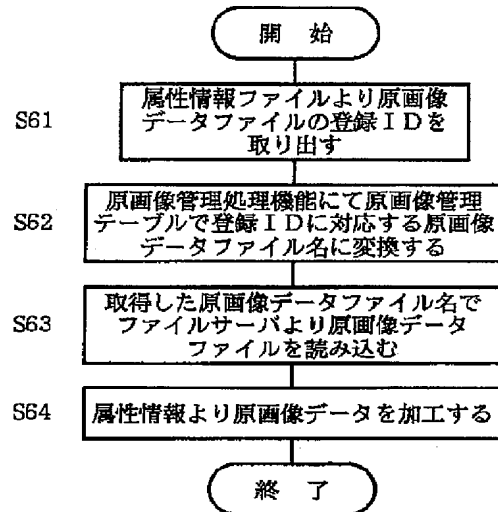 開 始
S61
属性情報ファイルより原画像
データファイルの登録IDを
取り出す
S62
原画像管理処理機能にて原画像管理
テーブルで登録IDに対応する原画像
データファイル名に変換する
S63
取得した原画像データファイル名で
ファイルサーバより原画像データ
ファイルを読み込む
S64
属性情報より原画像データを加工する
終 了